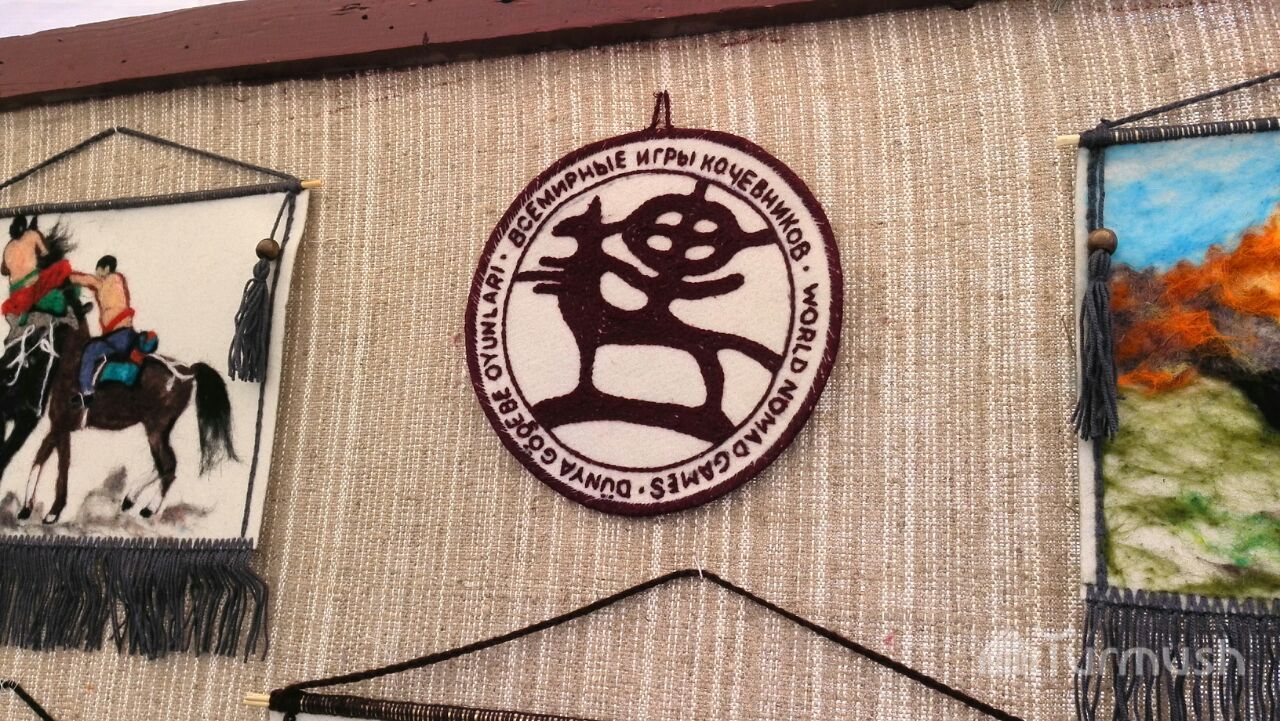 ВСЕМИРНЫЕ ИГРЫ КОЧЕВНИКОВ · WORLD NOMAD GAMES · DÜNYA GÖÇEBE OYUNLARI ·
Turmush